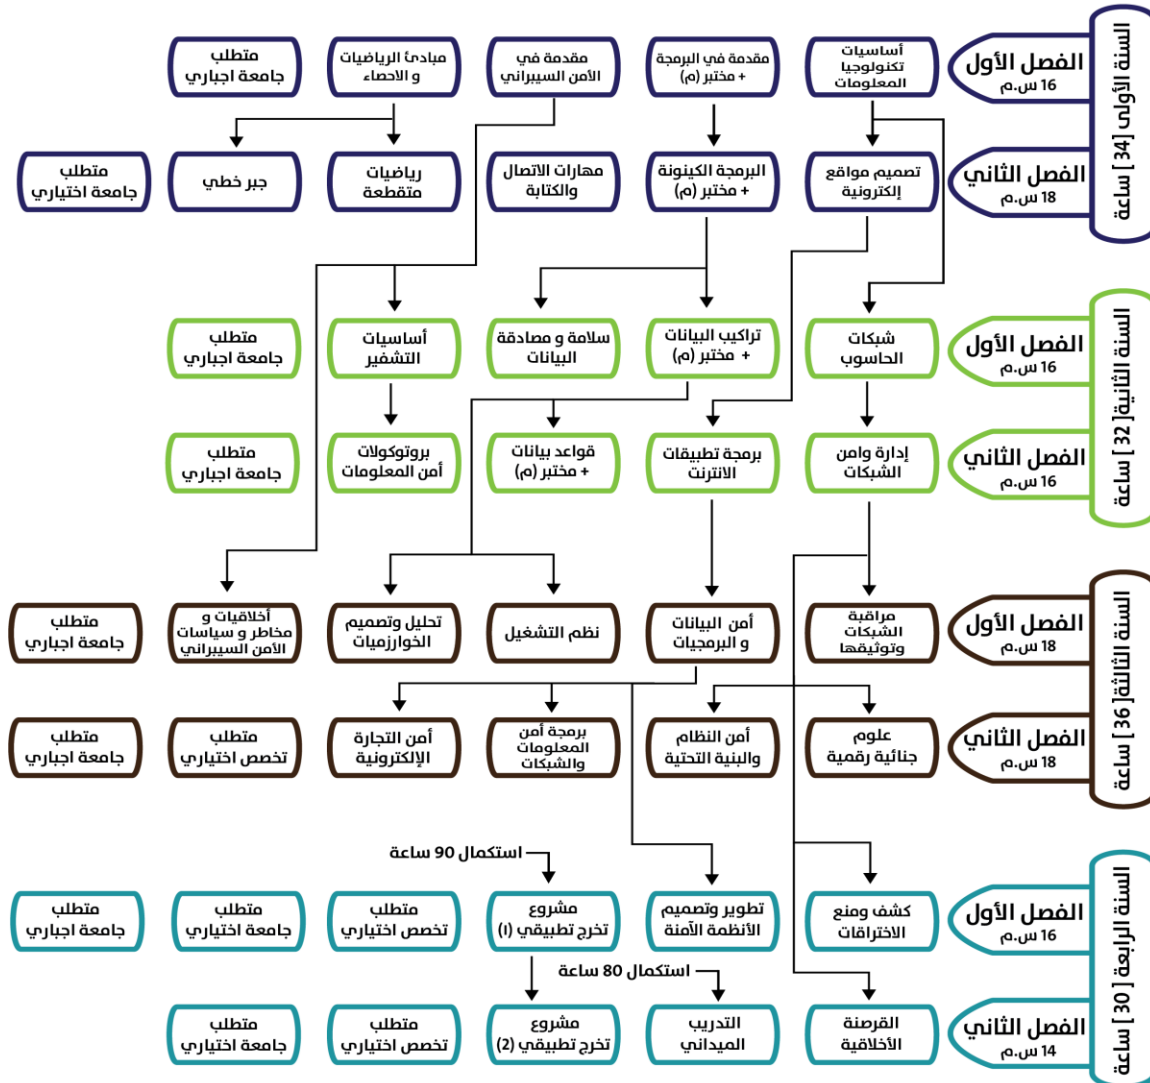 السنة الأولى [34] ساعة
الفصل الأول
16 س.م
أساسيات
تكنولوجيا
المعلومات
مقدمة في البرمجة
+ مختبر (م)
مقدمة في
الأمن السيبراني
مبادئ الرياضيات
و الاحصاء
متطلب
جامعة اجباري
الفصل الثاني
18 س.م
تصميم مواقع
إلكترونية
البرمجة الكينونة
+ مختبر (م)
مهارات الاتصال
والكتابة
رياضيات
متقطعة
جبر خطي
متطلب
جامعة اختياري
السنة الثانية[ 32] ساعة
الفصل الأول
16 س.م
شبكات
الحاسوب
تراكيب البيانات
+ مختبر (م)
سلامة و مصادقة
البيانات
أساسيات
التشفير
متطلب
جامعة اجباري
الفصل الثاني
16 س.م
إدارة وامن
الشبكات
برمجة تطبيقات
الانترنت
قواعد بيانات
+ مختبر (م)
بروتوكولات
أمن المعلومات
متطلب
جامعة اجباري
السنة الثالثة[ 36] ساعة
الفصل الأول
18 س.م
مراقبة
الشبكات
وتوثيقها
أمن البيانات
و البرمجيات
نظم التشغيل
تحليل وتصميم
الخوارزميات
أخلاقيات و
مخاطر و سياسات
الأمن السيبراني
متطلب
جامعة اجباري
الفصل الثاني
18 س.م
علوم
جنائية رقمية
أمن النظام
والبنية التحتية
برمجة أمن
المعلومات
والشبكات
أمن التجارة
الإلكترونية
متطلب
تخصص اختياري
متطلب
جامعة اجباري
السنة الرابعة [ 30] ساعة
استكمال 90 ساعة
الفصل الأول
16 س.م
كشف ومنع
الاختراقات
تطوير وتصميم
الأنظمة الآمنة
مشروع
تخرج تطبيقي (١)
متطلب
تخصص اختياري
متطلب
جامعة اختياري
متطلب
جامعة اجباري
استكمال 80 ساعة
الفصل الثاني
14 س.م
القرصنة
الأخلاقية
التدريب
الميداني
مشروع
تخرج تطبيقي (2)
متطلب
تخصص اختياري
متطلب
جامعة اختياري